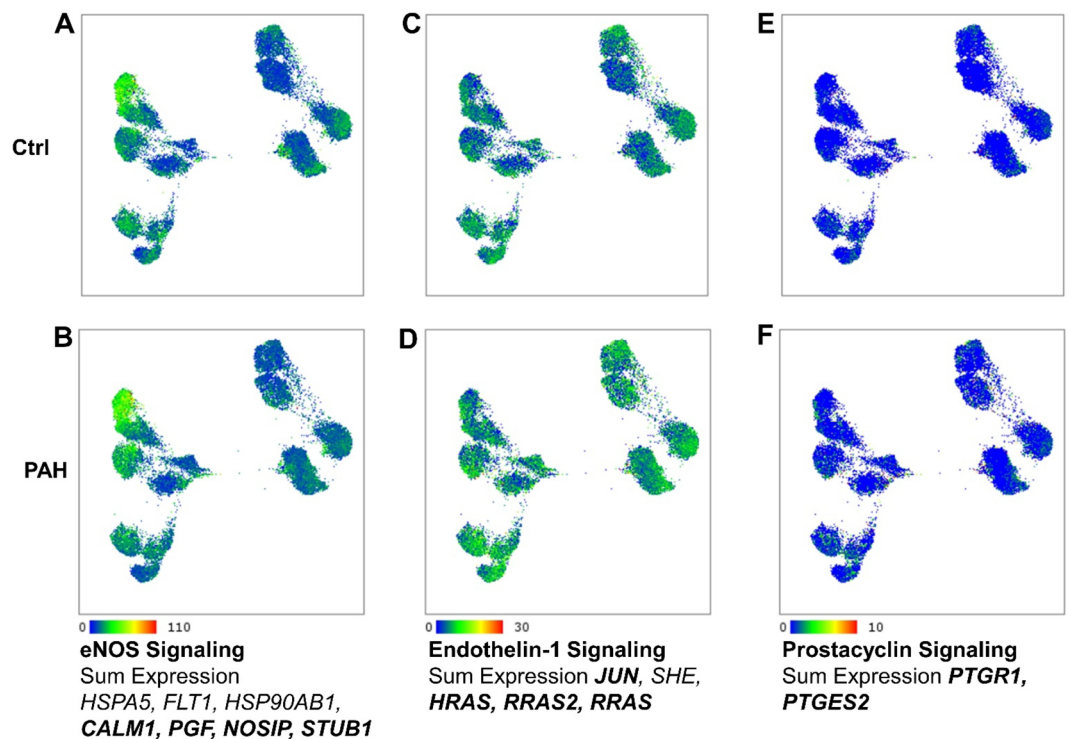 A
C
E
Ctrl
B
D
F
PAH
0 110
0 30
0 10
eNOS Signaling
Sum Expression
HSPA5, FLT1, HSP90AB1,
CALM1, PGF, NOSIP, STUB1
Endothelin-1 Signaling
Sum Expression JUN, SHE,
HRAS, RRAS2, RRAS
Prostacyclin Signaling
Sum Expression PTGR1,
PTGES2